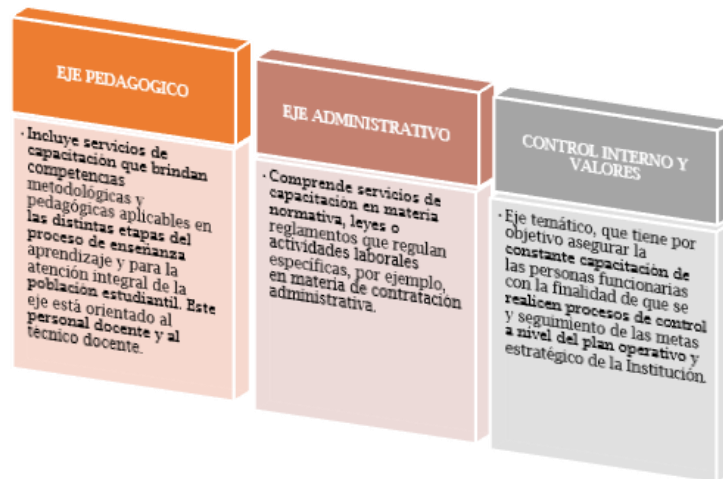 EJE PEDAGOGICO
· Incluye servicios de
capacitación que brindan
competencias
metodológicas y
pedagógicas aplicables en
las distintas etapas del
proceso de enseñanza
aprendizaje y para la
atención integral de la
población estudiantil. Este
eje está orientado al
personal docente y al
técnico docente.
EJE ADMINISTRATIVO
· Comprende servicios de
capacitación en materia
normativa, leyes o
reglamentos que regulan
actividades laborales
específicas, por ejemplo,
en materia de contratación
administrativa.
CONTROL INTERNO Y
VALORES
· Eje temático, que tiene por
objetivo asegurar la
constante capacitación de
las personas funcionarias
con la finalidad de que se
realicen procesos de control
y seguimiento de las metas
a nivel del plan operativo y
estratégico de la Institución.